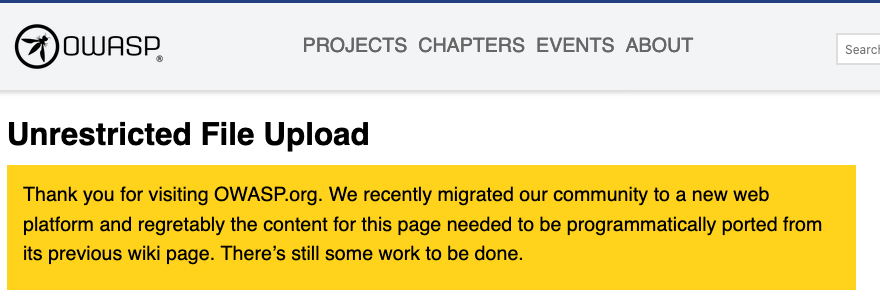 OWASP®
PROJECTS CHAPTERS EVENTS ABOUT
Search
Unrestricted File Upload
Thank you for visiting OWASP.org. We recently migrated our community to a new web
platform and regretably the content for this page needed to be programmatically ported from
its previous wiki page. There’s still some work to be done.